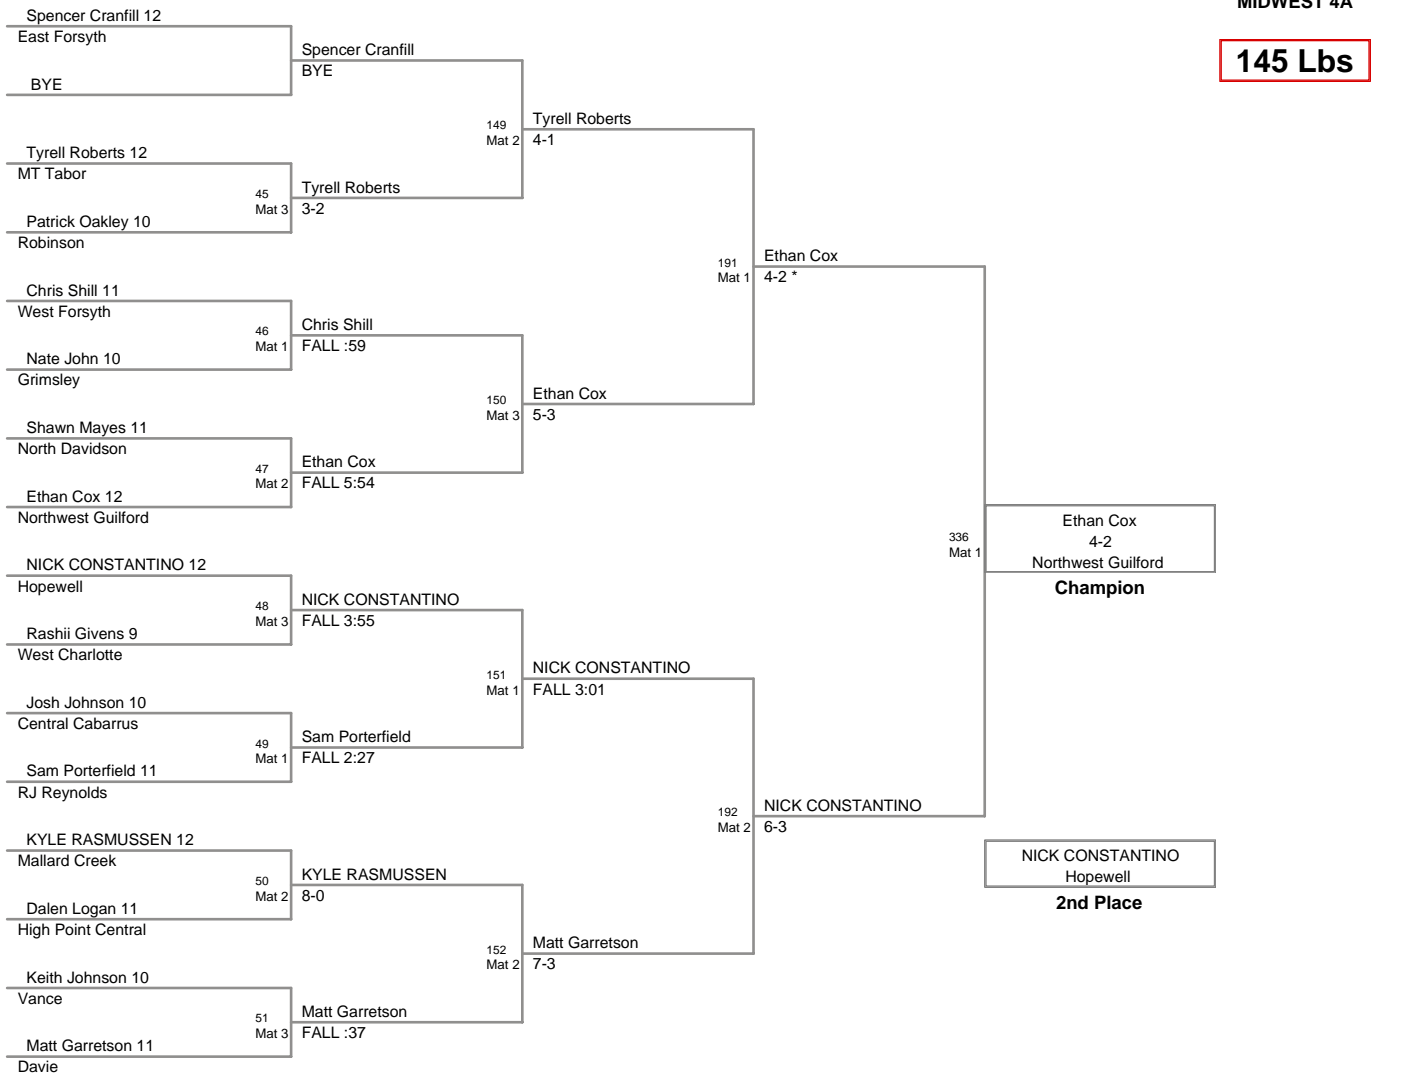 MIDWEST 4A
145 Lbs
Spencer Cranfill 12
East Forsyth
BYE
Tyrell Roberts 12
MT Tabor
Patrick Oakley 10
Robinson
Chris Shill 11
West Forsyth
Nate John 10
Grimsley
Shawn Mayes 11
North Davidson
Ethan Cox 12
Northwest Guilford
NICK CONSTANTINO 12
Hopewell
Rashii Givens 9
West Charlotte
Josh Johnson 10
Central Cabarrus
Sam Porterfield 11
RJ Reynolds
KYLE RASMUSSEN 12
Mallard Creek
Dalen Logan 11
High Point Central
Keith Johnson 10
Vance
Matt Garretson 11
Davie
Spencer Cranfill
BYE
45
Mat 3
Tyrell Roberts
3-2
46
Mat 1
Chris Shill
FALL :59
47
Mat 2
Ethan Cox
FALL 5:54
48
Mat 3
NICK CONSTANTINO
FALL 3:55
49
Mat 1
Sam Porterfield
FALL 2:27
50
Mat 2
KYLE RASMUSSEN
8-0
51
Mat 3
Matt Garretson
FALL :37
149
Mat 2
Tyrell Roberts
4-1
150
Mat 3
Ethan Cox
5-3
151
Mat 1
NICK CONSTANTINO
FALL 3:01
152
Mat 2
Matt Garretson
7-3
191
Mat 1
Ethan Cox
4-2 *
192
Mat 2
NICK CONSTANTINO
6-3
336
Mat 1
Ethan Cox
4-2
Northwest Guilford
Champion
NICK CONSTANTINO
Hopewell
2nd Place